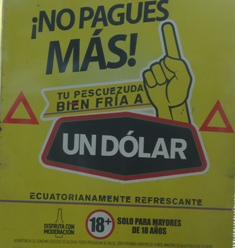 ¡NO PAGUES
MÁS!
TU PESCUEZUDA
BIEN FRÍA A
UN DÓLAR
ECUATORIANAMENTE REFRESCANTE
DISFRUTA CON
MODERACIÓN
18+
SOLO PARA MAYORES
DE 18 AÑOS